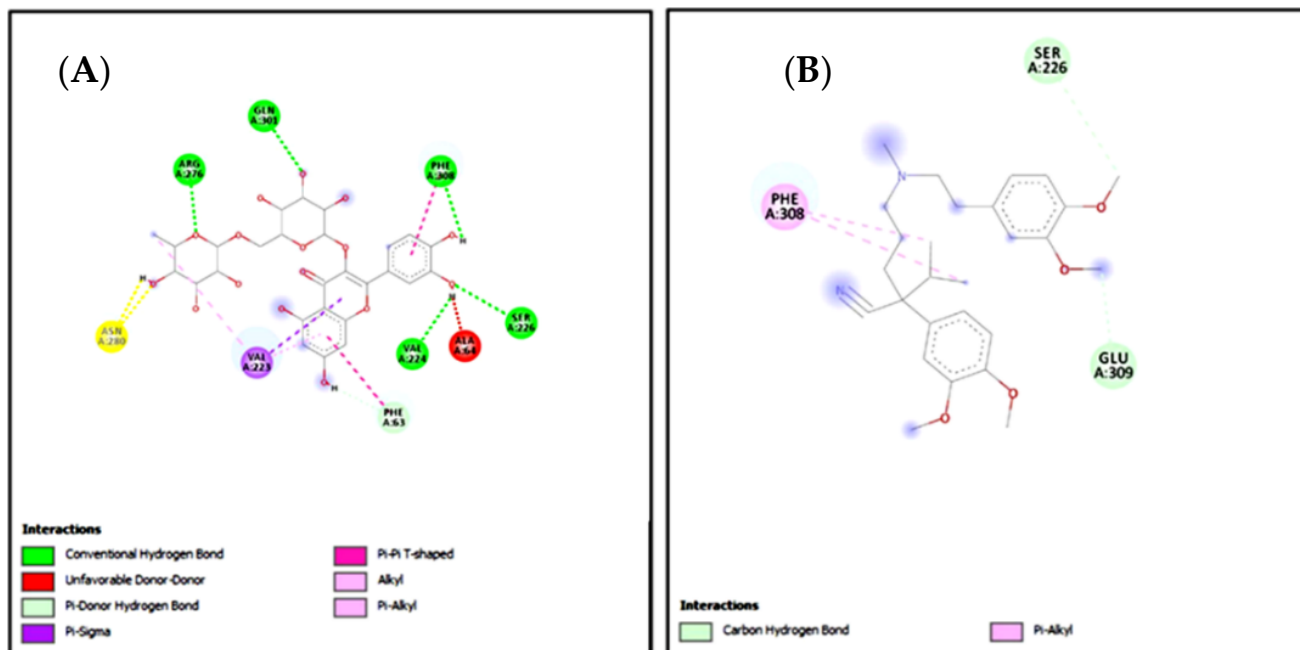 (A)
GLN
A:301
ARG
A:276
PHE
A:308
H
H
ASN
A:280
VAL
A:223
VAL
A:224
ALA
A:64
SER
A:226
H
PHE
A:63
Interactions
Conventional Hydrogen Bond
Unfavorable Donor-Donor
Pi-Donor Hydrogen Bond
Pi-Sigma
Pi-Pi T-shaped
Alkyl
Pi-Alkyl
(B)
SER
A:226
PHE
A:308
N
O
O
N
GLU
A:309
O
O
Interactions
Carbon Hydrogen Bond
Pi-Alkyl